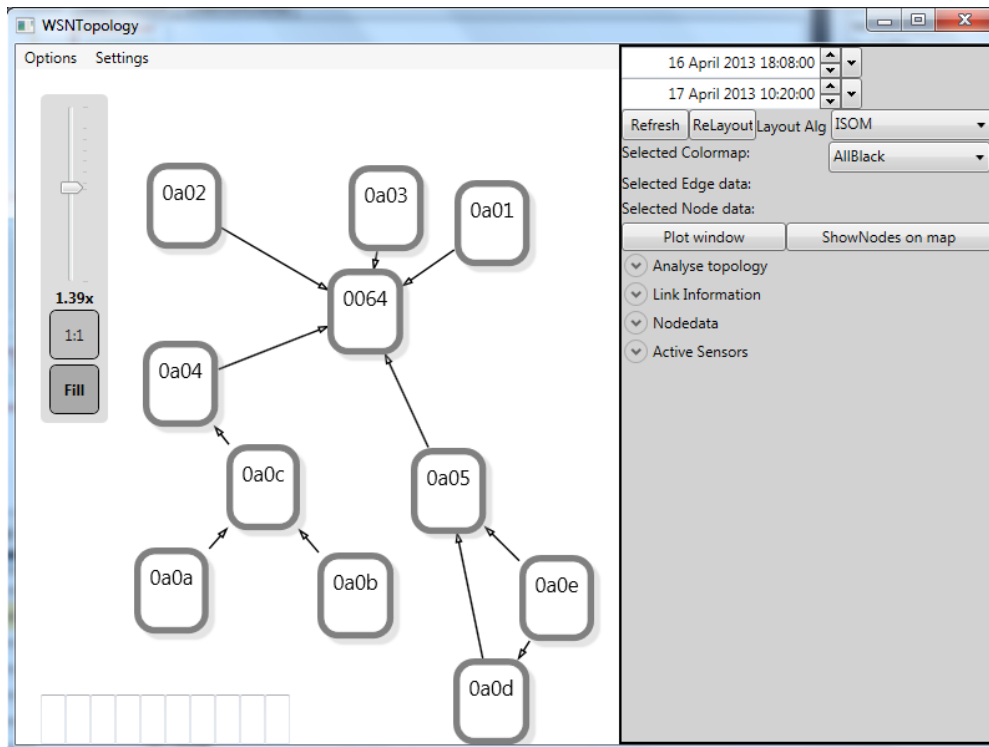 WSNTopology
Options Settings
16 April 2013 18:08:00
17 April 2013 10:20:00
Refresh ReLayout Layout Alg ISOM
Selected Colormap: AllBlack
Selected Edge data:
Selected Node data:
Plot window ShowNodes on map
Analyse topology
Link Information
Nodedata
Active Sensors
1.39x
1:1
Fill
0a02
0a03
0a01
0064
0a04
0a0c
0a05
0a0a
0a0b
0a0e
0a0d